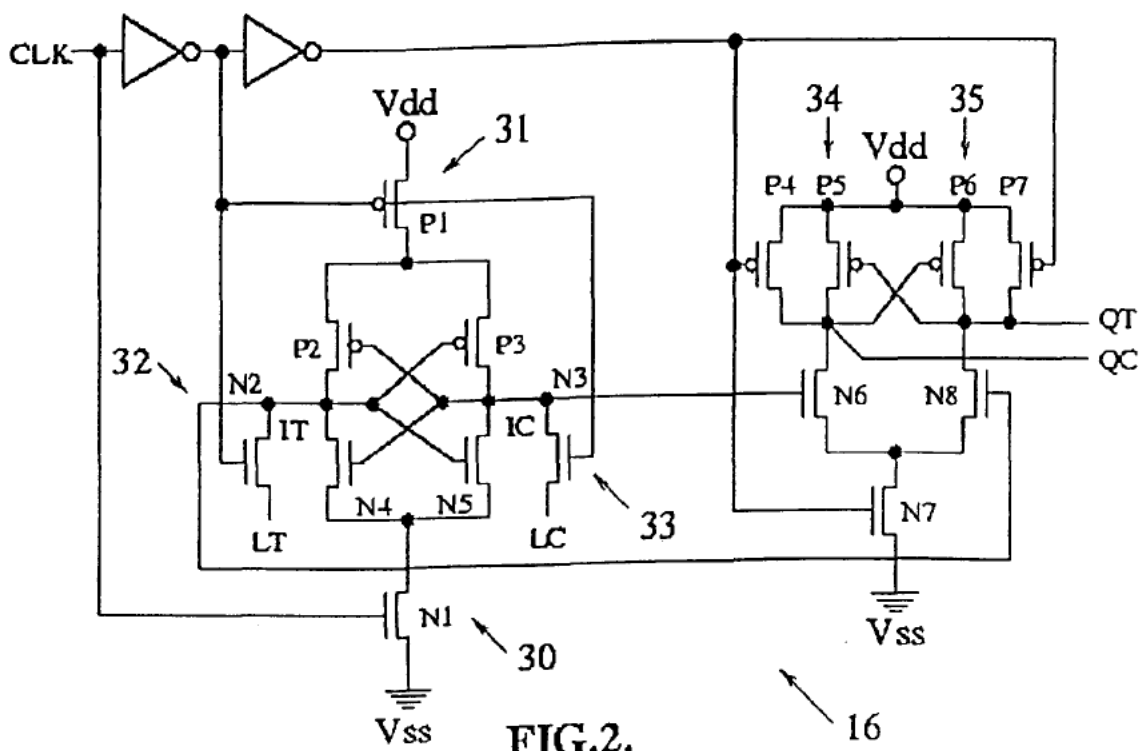 CLK
Vdd
31
34
35
Vdd
P4
P5
P6
P7
P1
P2
P3
QT
QC
32
N2
N3
IT
IC
N6
N8
N4
N5
N7
LT
LC
33
N1
30
Vss
Vss
FIG.2.
16